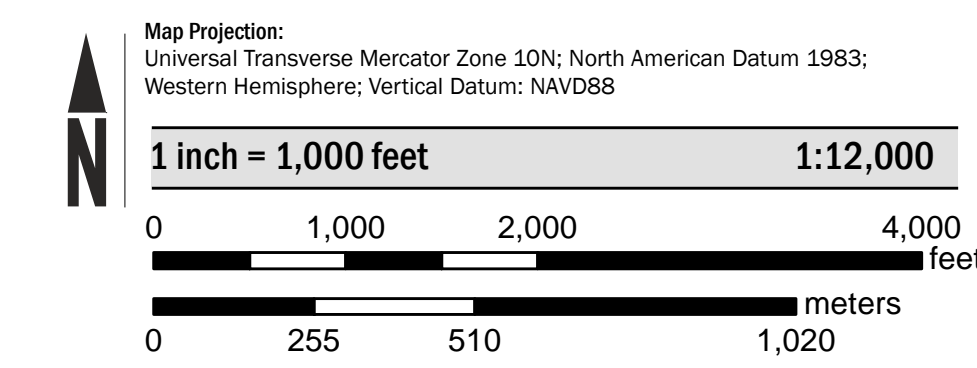 Map Projection:
Universal Transverse Mercator Zone 10N; North American Datum 1983;
Western Hemisphere; Vertical Datum: NAVD88
N
1 inch = 1,000 feet 1:12,000
0 1,000 2,000 4,000
feet
meters
0 255 510 1,020